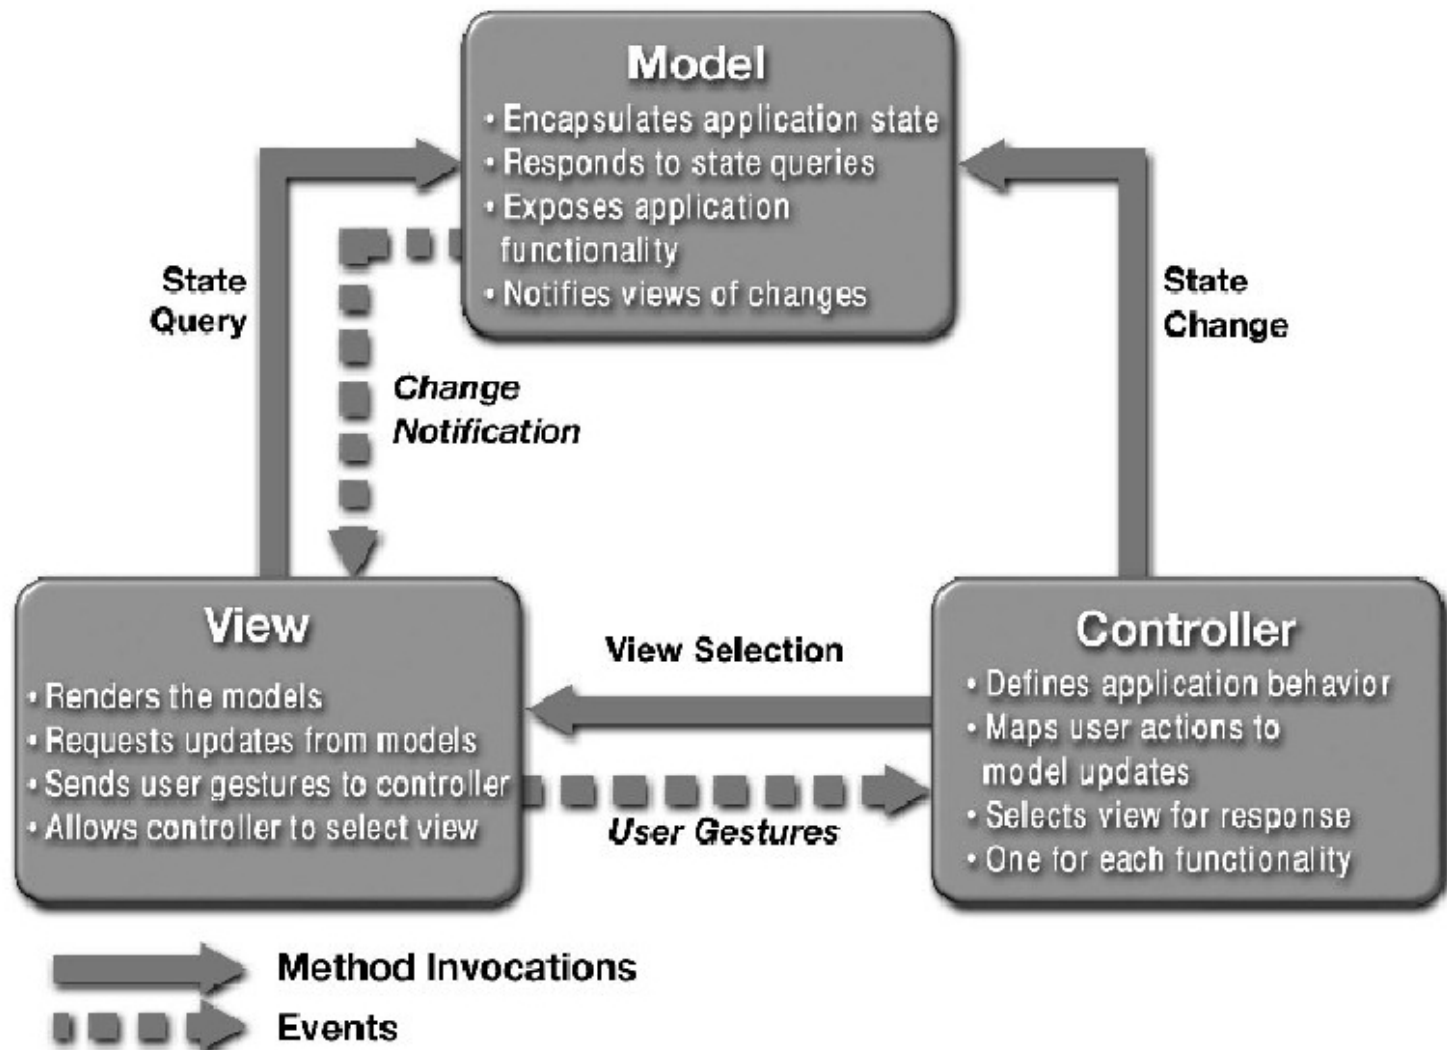 Model
• Encapsulates application state
• Responds to state queries
• Exposes application
functionality
• Notifies views of changes
State
Query
Change
Notification
State
Change
View
• Renders the models
• Requests updates from models
• Sends user gestures to controller
• Allows controller to select view
View Selection
User Gestures
Controller
• Defines application behavior
• Maps user actions to
model updates
• Selects view for response
• One for each functionality
Method Invocations
Events